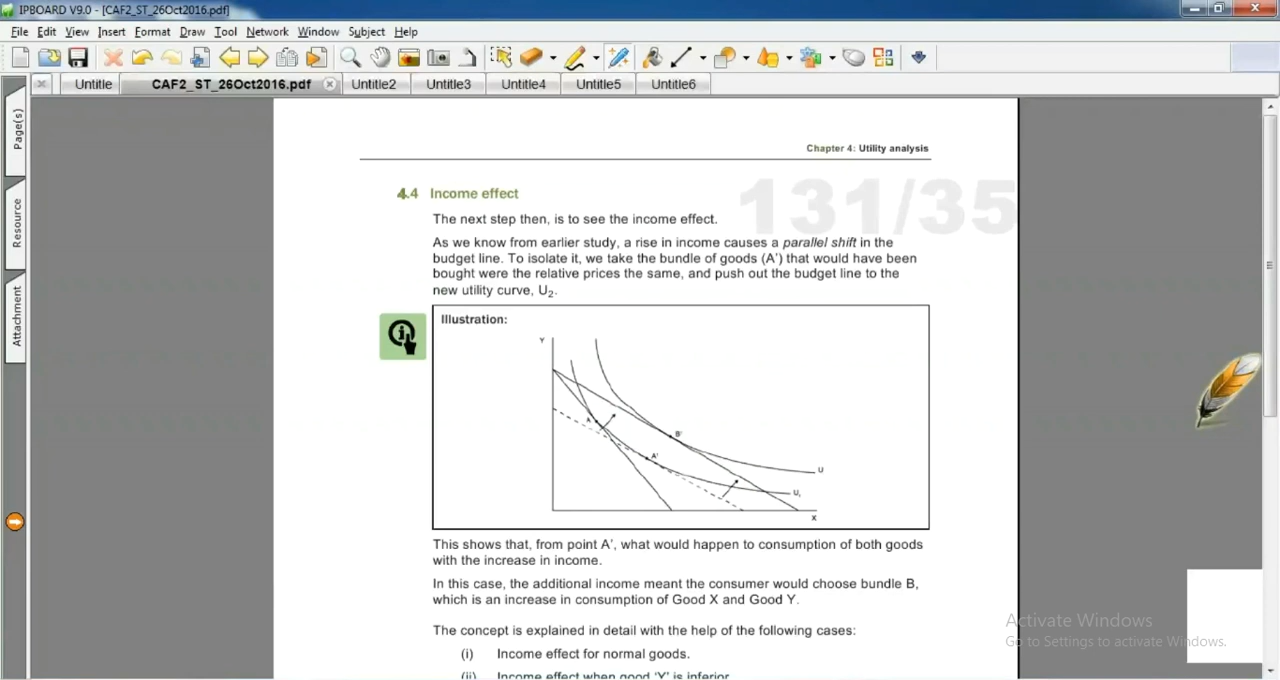 IPBOARD V9.0 - [CAF2_ST_26Oct2016.pdf]
File Edit View Insert Format Draw Tool Network Window Subject Help
Untitle CAF2_ST_26Oct2016.pdf Untitle2 Untitle3 Untitle4 Untitle5 Untitle6
Page(s)
Resource
Attachment
Chapter 4: Utility analysis
131/35
4.4 Income effect
The next step then, is to see the income effect.
As we know from earlier study, a rise in income causes a parallel shift in the
budget line. To isolate it, we take the bundle of goods (A') that would have been
bought were the relative prices the same, and push out the budget line to the
new utility curve, U2.
Illustration:
Y
A
B'
A'
U
U1
X
This shows that, from point A', what would happen to consumption of both goods
with the increase in income.
In this case, the additional income meant the consumer would choose bundle B,
which is an increase in consumption of Good X and Good Y.
The concept is explained in detail with the help of the following cases:
(i) Income effect for normal goods.
(ii) Income effect when good 'Y' is inferior
Activate Windows
Go to Settings to activate Windows.